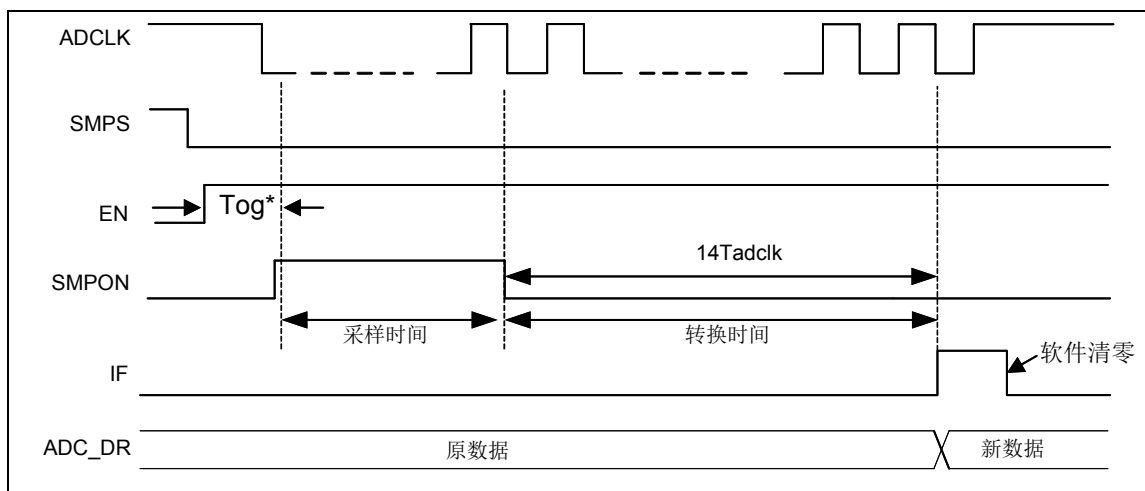 ADCLK
SMPS
EN
Tog*
SMPON
14Tadclk
采样时间
转换时间
IF
软件清零
ADC_DR
原数据
新数据